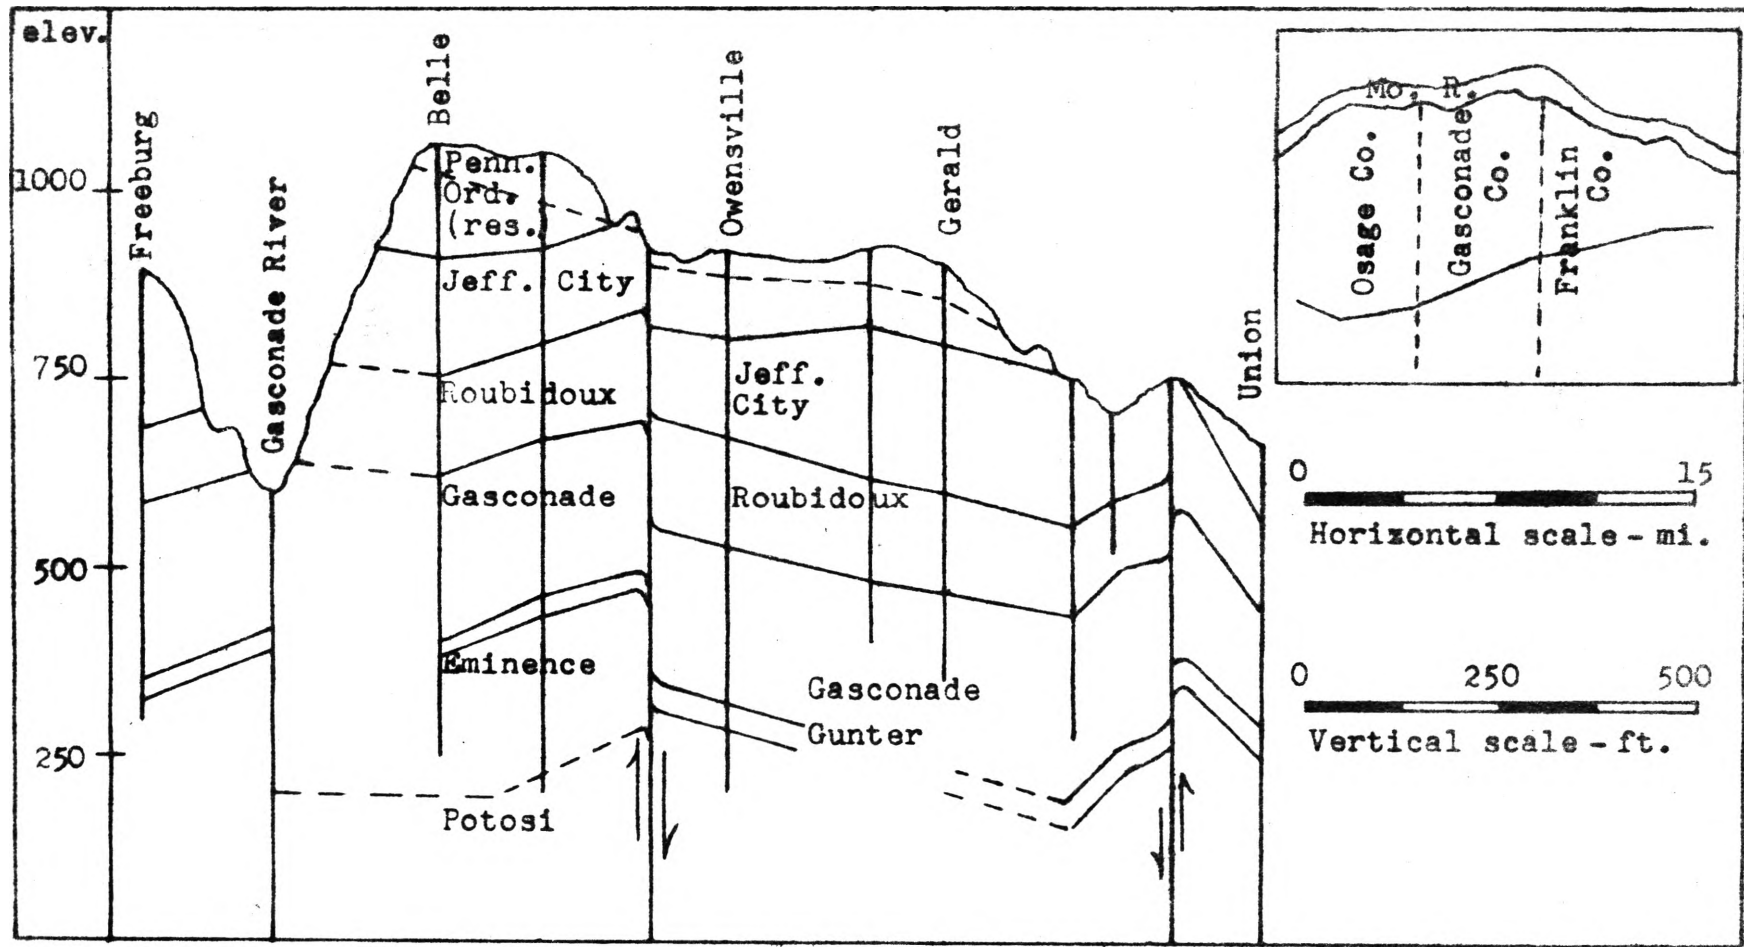 elev.
1000
750
500
250
Freeburg
Gasconade River
Belle
Owensville
Gerald
Union
Penn.
Ord.
(res.)
Jeff. City
Roubidoux
Gasconade
Eminence
Potosi
Jeff.
City
Roubidoux
Gasconade
Gunter
Mo. R.
Osage Co.
Gasconade
Co.
Franklin
Co.
0 15
Horizontal scale - mi.
0 250 500
Vertical scale - ft.